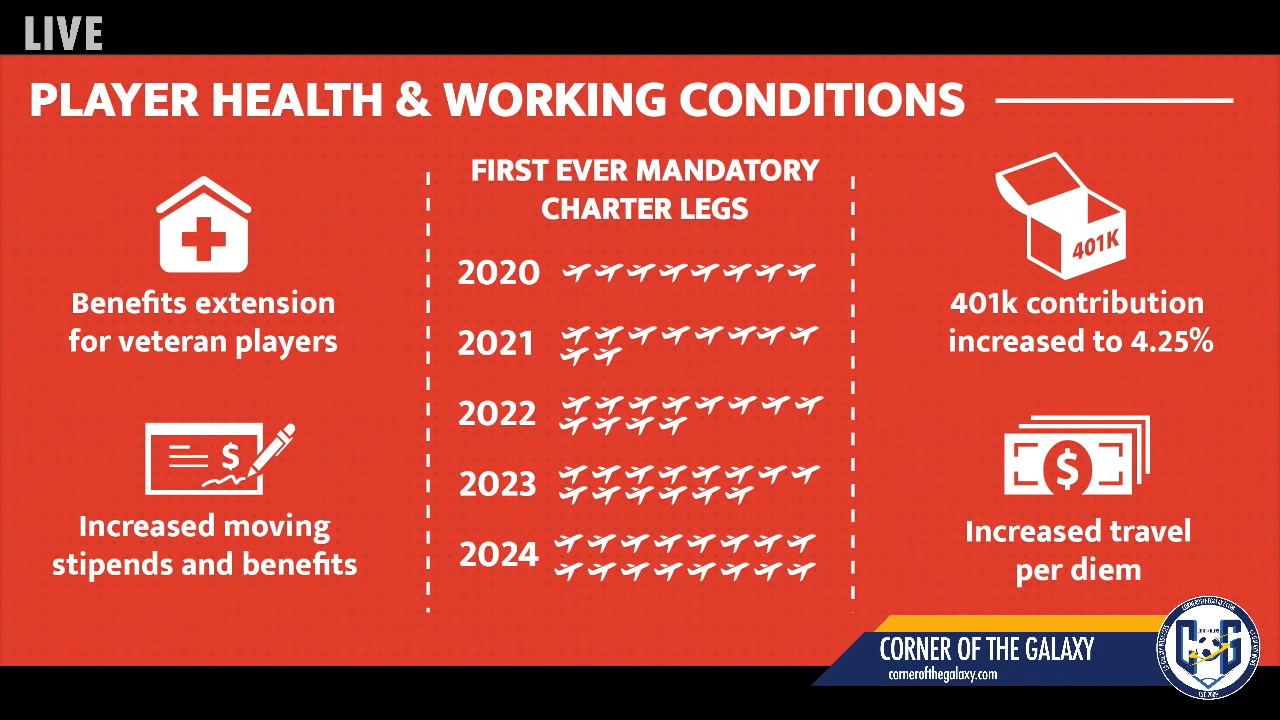 LIVE
PLAYER HEALTH & WORKING CONDITIONS
Benefits extension
for veteran players
$
Increased moving
stipends and benefits
FIRST EVER MANDATORY
CHARTER LEGS
2020
2021
2022
2023
2024
401K
401k contribution
increased to 4.25%
$
Increased travel
per diem
CORNER OF THE GALAXY
cornerofthegalaxy.com